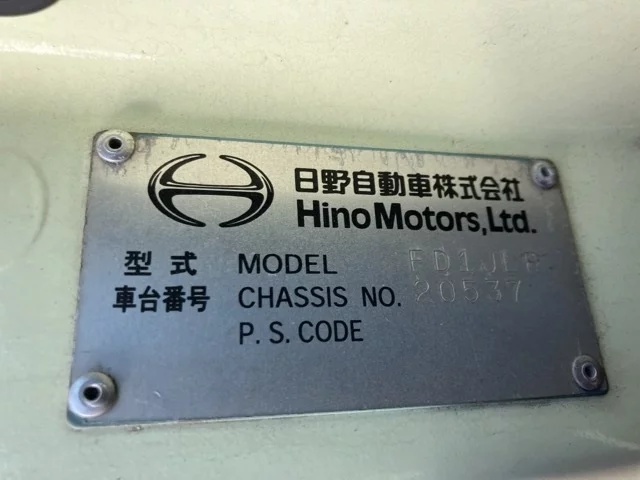 日野自動車株式会社
Hino Motors, Ltd.
型式 MODEL FD1JLA
車台番号 CHASSIS NO. 20537
P. S. CODE